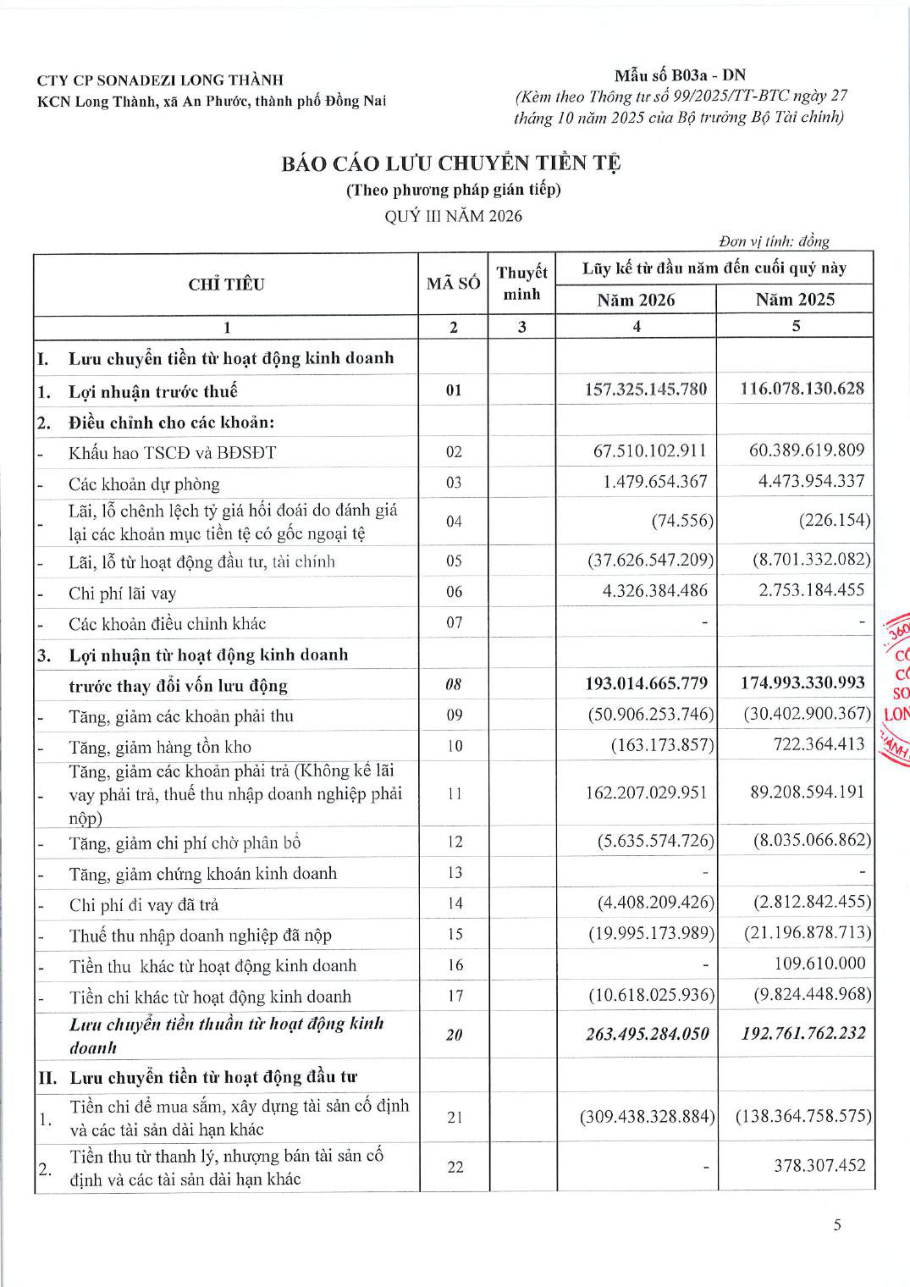 CTY CP SONADEZI LONG THÀNH
KCN Long Thành, xã An Phước, thành phố Đồng Nai
Mẫu số B03a - DN
(Kèm theo Thông tư số 99/2025/TT-BTC ngày 27
tháng 10 năm 2025 của Bộ trưởng Bộ Tài chính)
BÁO CÁO LƯU CHUYỂN TIỀN TỆ
(Theo phương pháp gián tiếp)
QUÝ III NĂM 2026
Đơn vị tính: đồng
CHỈ TIÊU MÃ SỐ Thuyết minh Lũy kế từ đầu năm đến cuối quý này
Năm 2026 Năm 2025
1 2 3 4 5
I. Lưu chuyển tiền từ hoạt động kinh doanh
1. Lợi nhuận trước thuế 01 157.325.145.780 116.078.130.628
2. Điều chỉnh cho các khoản:
- Khấu hao TSCĐ và BĐSĐT 02 67.510.102.911 60.389.619.809
- Các khoản dự phòng 03 1.479.654.367 4.473.954.337
- Lãi, lỗ chênh lệch tỷ giá hối đoái do đánh giá
lại các khoản mục tiền tệ có gốc ngoại tệ 04 (74.556) (226.154)
- Lãi, lỗ từ hoạt động đầu tư, tài chính 05 (37.626.547.209) (8.701.332.082)
- Chi phí lãi vay 06 4.326.384.486 2.753.184.455
- Các khoản điều chỉnh khác 07 - -
3. Lợi nhuận từ hoạt động kinh doanh
trước thay đổi vốn lưu động 08 193.014.665.779 174.993.330.993
- Tăng, giảm các khoản phải thu 09 (50.906.253.746) (30.402.900.367)
- Tăng, giảm hàng tồn kho 10 (163.173.857) 722.364.413
Tăng, giảm các khoản phải trả (Không kể lãi
- vay phải trả, thuế thu nhập doanh nghiệp phải 11 162.207.029.951 89.208.594.191
nộp)
- Tăng, giảm chi phí chờ phân bổ 12 (5.635.574.726) (8.035.066.862)
- Tăng, giảm chứng khoán kinh doanh 13 - -
- Chi phí đi vay đã trả 14 (4.408.209.426) (2.812.842.455)
- Thuế thu nhập doanh nghiệp đã nộp 15 (19.995.173.989) (21.196.878.713)
- Tiền thu khác từ hoạt động kinh doanh 16 - 109.610.000
- Tiền chi khác từ hoạt động kinh doanh 17 (10.618.025.936) (9.824.448.968)
Lưu chuyển tiền thuần từ hoạt động kinh
doanh 20 263.495.284.050 192.761.762.232
II. Lưu chuyển tiền từ hoạt động đầu tư
1. Tiền chi để mua sắm, xây dựng tài sản cố định
và các tài sản dài hạn khác 21 (309.438.328.884) (138.364.758.575)
2. Tiền thu từ thanh lý, nhượng bán tài sản cố
định và các tài sản dài hạn khác 22 - 378.307.452
5